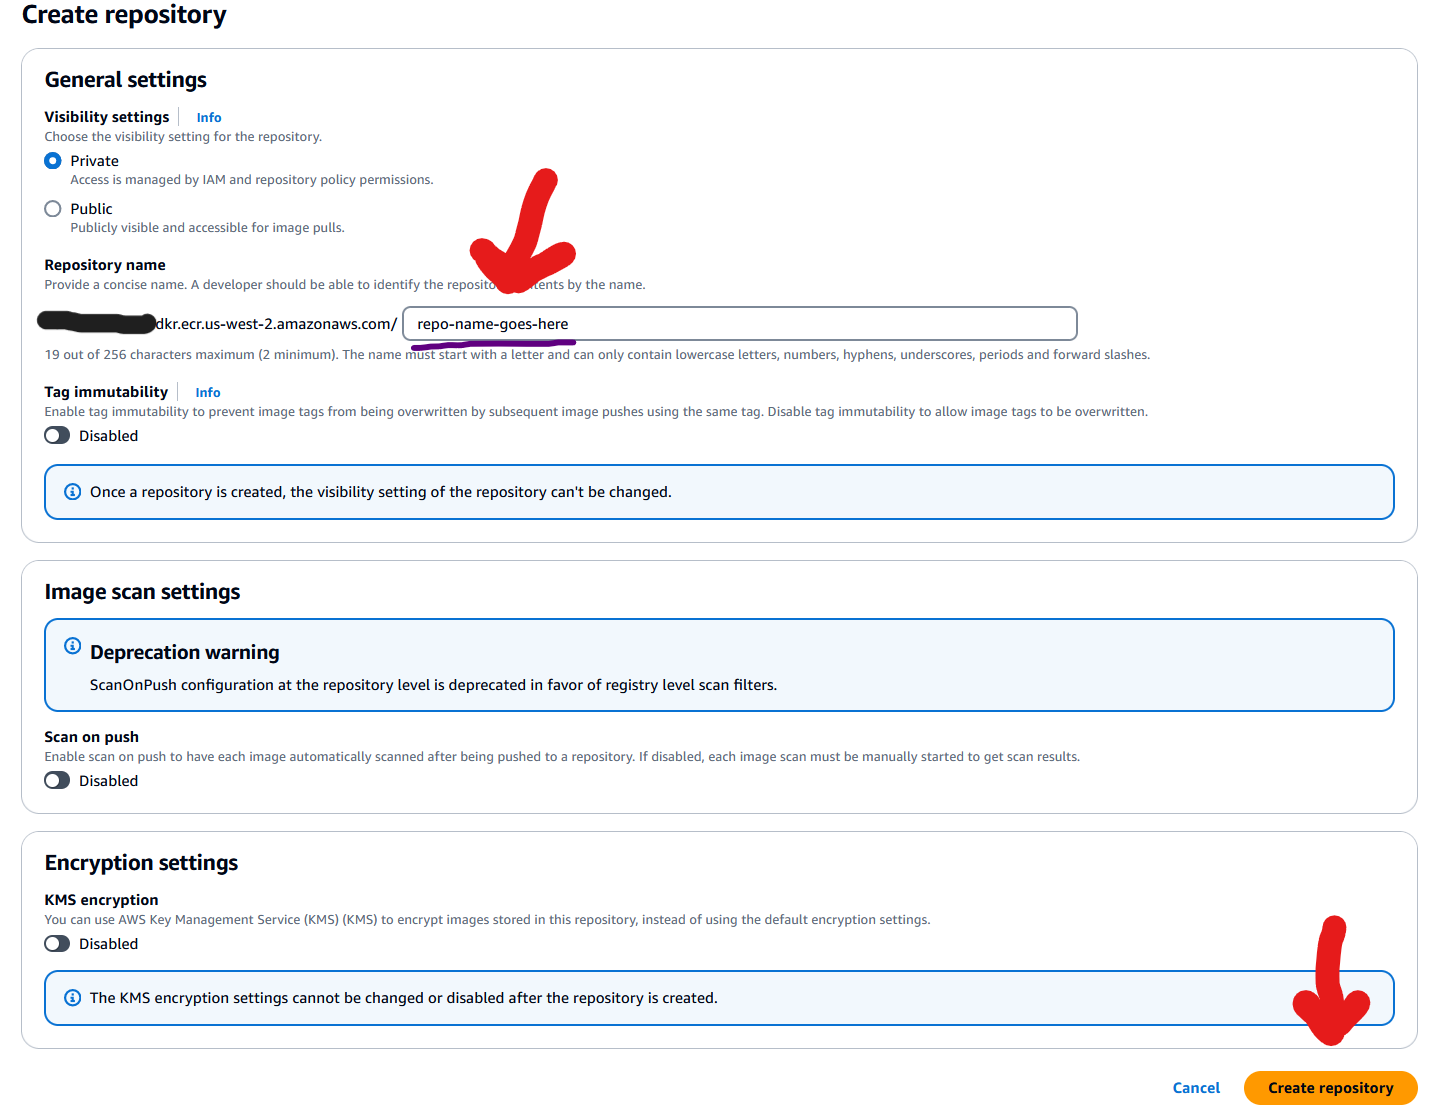 Create repository
General settings
Visibility settings Info
Choose the visibility setting for the repository.
Private
Access is managed by IAM and repository policy permissions.
Public
Publicly visible and accessible for image pulls.
Repository name
Provide a concise name. A developer should be able to identify the by the name.
dkr.ecr.us-west-2.amazonaws.com/ repo-name-goes-here
19 out of 256 characters maximum (2 minimum). The name must start with a letter and can only contain lowercase letters, numbers, hyphens, underscores, periods and forward slashes.
Tag immutability Info
Enable tag immutability to prevent image tags from being overwritten by subsequent image pushes using the same tag. Disable tag immutability to allow image tags to be overwritten.
Disabled
Once a repository is created, the visibility setting of the repository can't be changed.
Image scan settings
Deprecation warning
ScanOnPush configuration at the repository level is deprecated in favor of registry level scan filters.
Scan on push
Enable scan on push to have each image automatically scanned after being pushed to a repository. If disabled, each image scan must be manually started to get scan results.
Disabled
Encryption settings
KMS encryption
You can use AWS Key Management Service (KMS) (KMS) to encrypt images stored in this repository, instead of using the default encryption settings.
Disabled
The KMS encryption settings cannot be changed or disabled after the repository is created.
Cancel Create repository